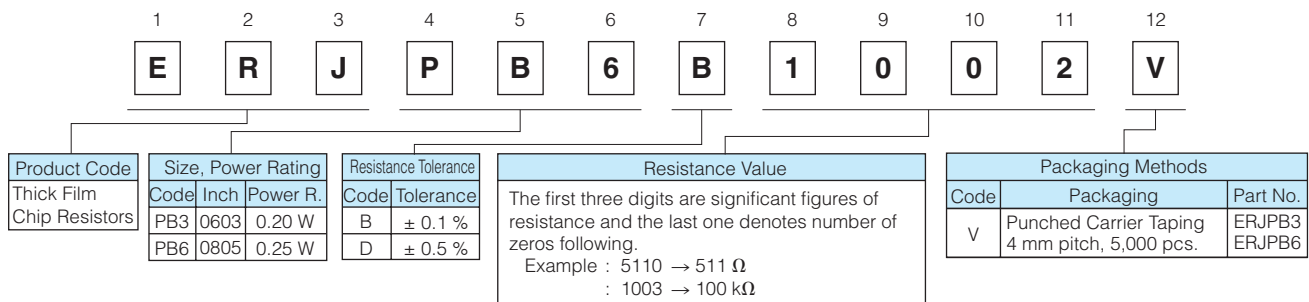 1 2 3 4 5 6 7 8 9 10 11 12
E R J P B 6 B 1 0 0 2 V
Product Code
Thick Film
Chip Resistors
Size, Power Rating
Code Inch Power R.
PB3 0603 0.20 W
PB6 0805 0.25 W
Resistance Tolerance
Code Tolerance
B ± 0.1 %
D ± 0.5 %
Resistance Value
The first three digits are significant figures of
resistance and the last one denotes number of
zeros following.
Example : 5110 → 511 Ω
: 1003 → 100 kΩ
Packaging Methods
Code Packaging Part No.
V Punched Carrier Taping
4 mm pitch, 5,000 pcs.
ERJPB3
ERJPB6